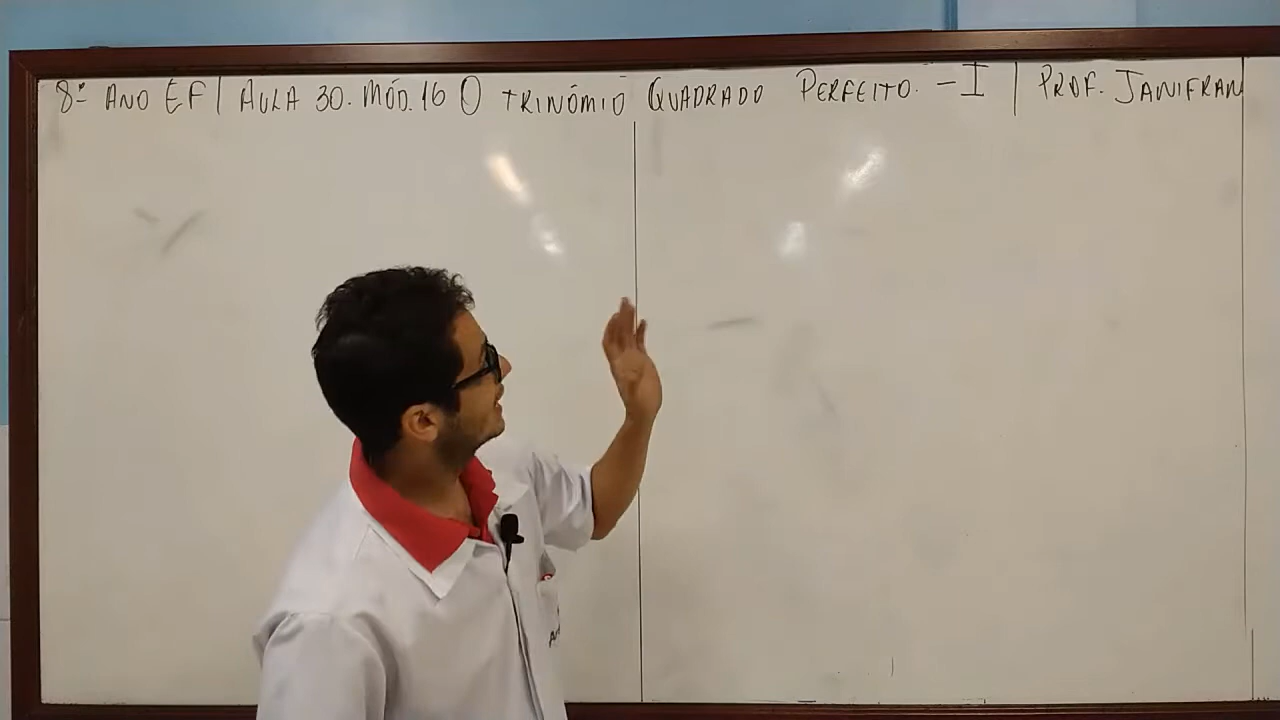 8º ANO EF | AULA 30. MÓD. 16 O TRINÔMIO QUADRADO PERFEITO. - I | PROF. JANIFRAN